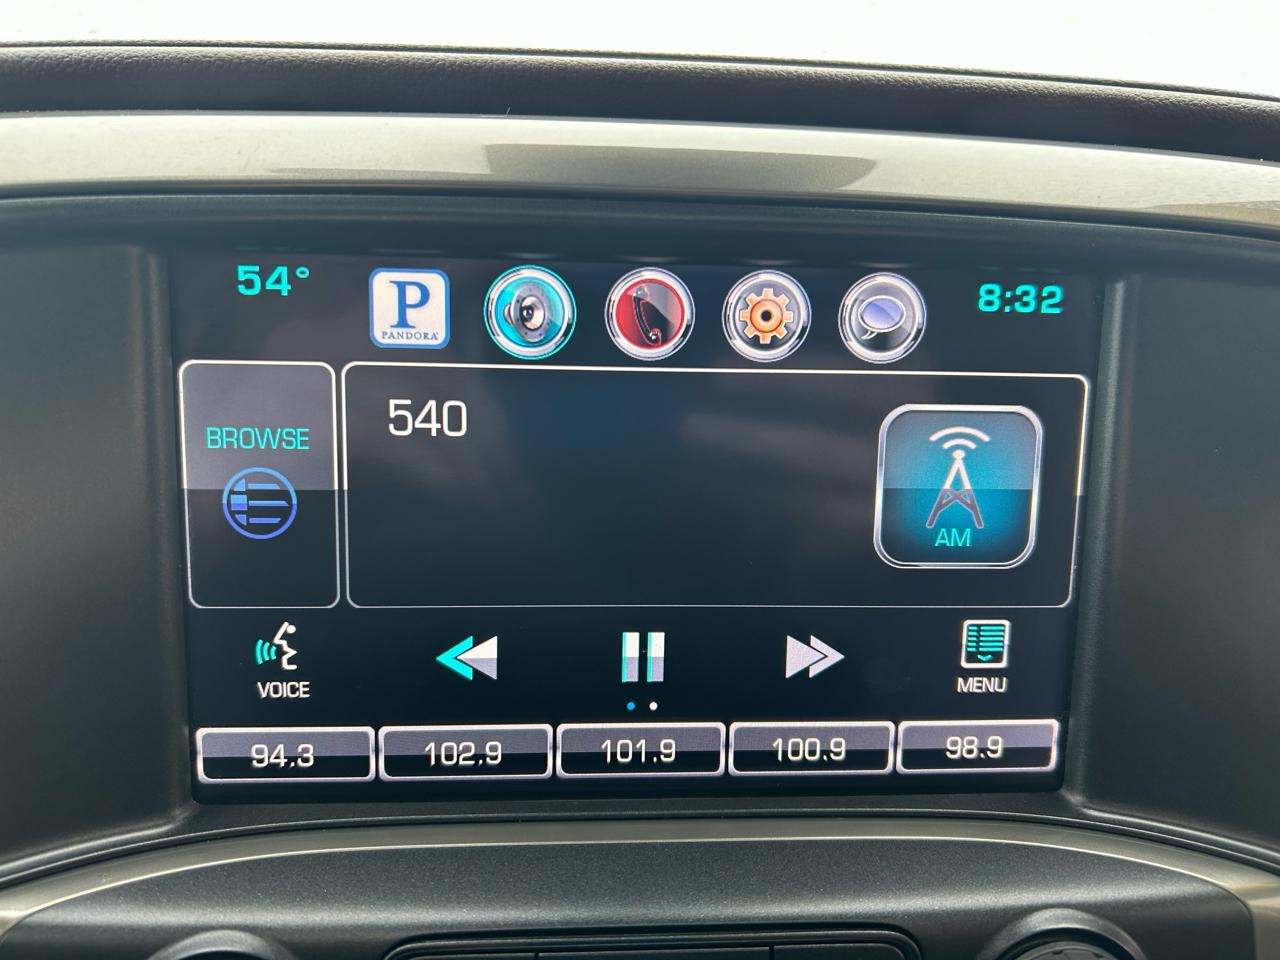 54°
P
PANDORA
8:32
BROWSE
540
AM
VOICE
MENU
94.3
102.9
101.9
100.9
98.9